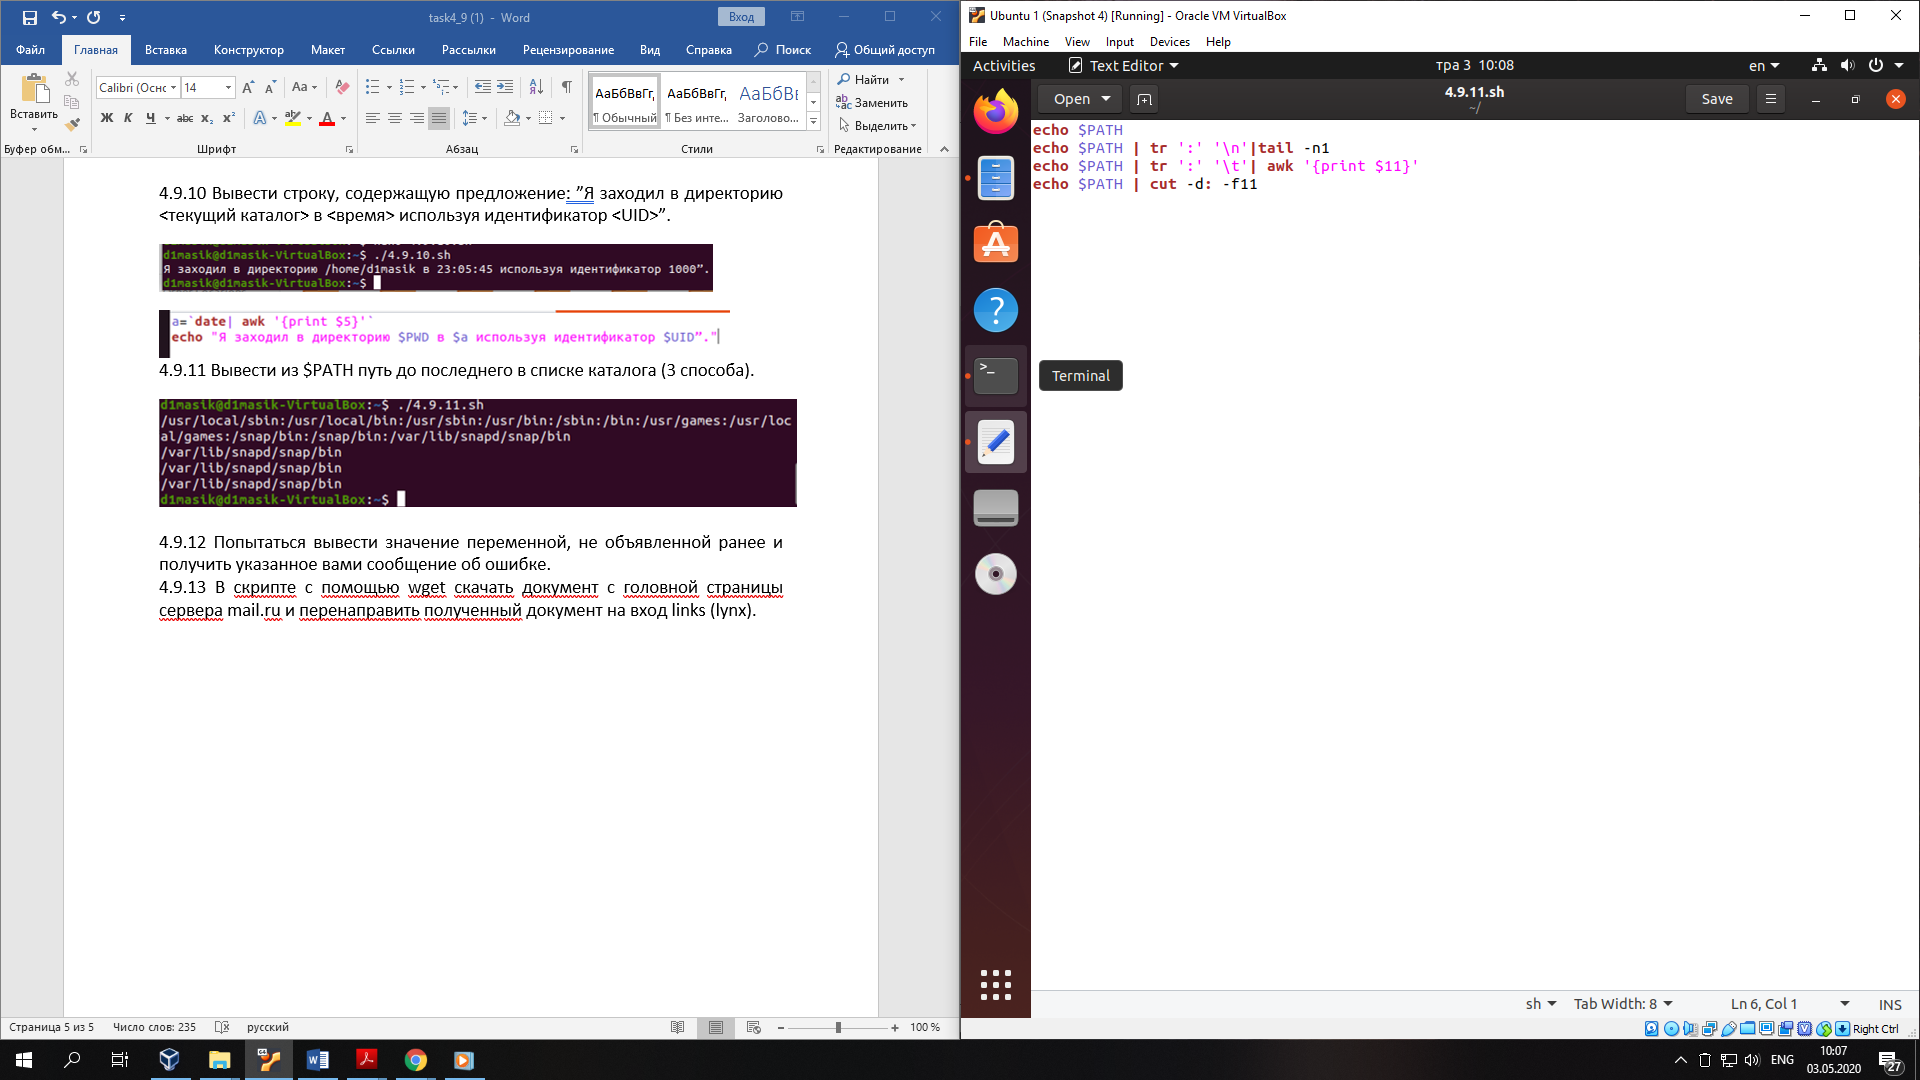 task4_9 (1) - Word
Вход
Файл
Главная
Вставка
Конструктор
Макет
Ссылки
Рассылки
Рецензирование
Вид
Справка
Поиск
Общий доступ
Вставить
Calibri (Оснс
14
Aa
Ж К Ч abc x₂ x²
АаБбВвГг,
АаБбВвГг,
АаБбВвЕ
¶ Обычный
¶ Без инте...
Заголово...
Найти
Заменить
Выделить
Буфер обм...
Шрифт
Абзац
Стили
Редактирование
4.9.10 Вывести строку, содержащую предложение: ”Я заходил в директорию
<текущий каталог> в <время> используя идентификатор <UID>”.
d1masik@d1masik-VirtualBox:~$ ./4.9.10.sh
Я заходил в директорию /home/d1masik в 23:05:45 используя идентификатор 1000”.
d1masik@d1masik-VirtualBox:~$
a=`date| awk '{print $5}'`
echo "Я заходил в директорию $PWD в $a используя идентификатор $UID”."
4.9.11 Вывести из $PATH путь до последнего в списке каталога (3 способа).
d1masik@d1masik-VirtualBox:~$ ./4.9.11.sh
/usr/local/sbin:/usr/local/bin:/usr/sbin:/usr/bin:/sbin:/bin:/usr/games:/usr/loc
al/games:/snap/bin:/snap/bin:/var/lib/snapd/snap/bin
/var/lib/snapd/snap/bin
/var/lib/snapd/snap/bin
/var/lib/snapd/snap/bin
d1masik@d1masik-VirtualBox:~$
4.9.12 Попытаться вывести значение переменной, не объявленной ранее и
получить указанное вами сообщение об ошибке.
4.9.13 В скрипте с помощью wget скачать документ с головной страницы
сервера mail.ru и перенаправить полученный документ на вход links (lynx).
Страница 5 из 5
Число слов: 235
русский
100 %
Ubuntu 1 (Snapshot 4) [Running] - Oracle VM VirtualBox
File Machine View Input Devices Help
Activities
Text Editor
тра 3 10:08
en
Open
4.9.11.sh
~/
Save
echo $PATH
echo $PATH | tr ':' '\n'|tail -n1
echo $PATH | tr ':' '\t'| awk '{print $11}'
echo $PATH | cut -d: -f11
Terminal
sh
Tab Width: 8
Ln 6, Col 1
INS
Right Ctrl
ENG
10:07
03.05.2020
27